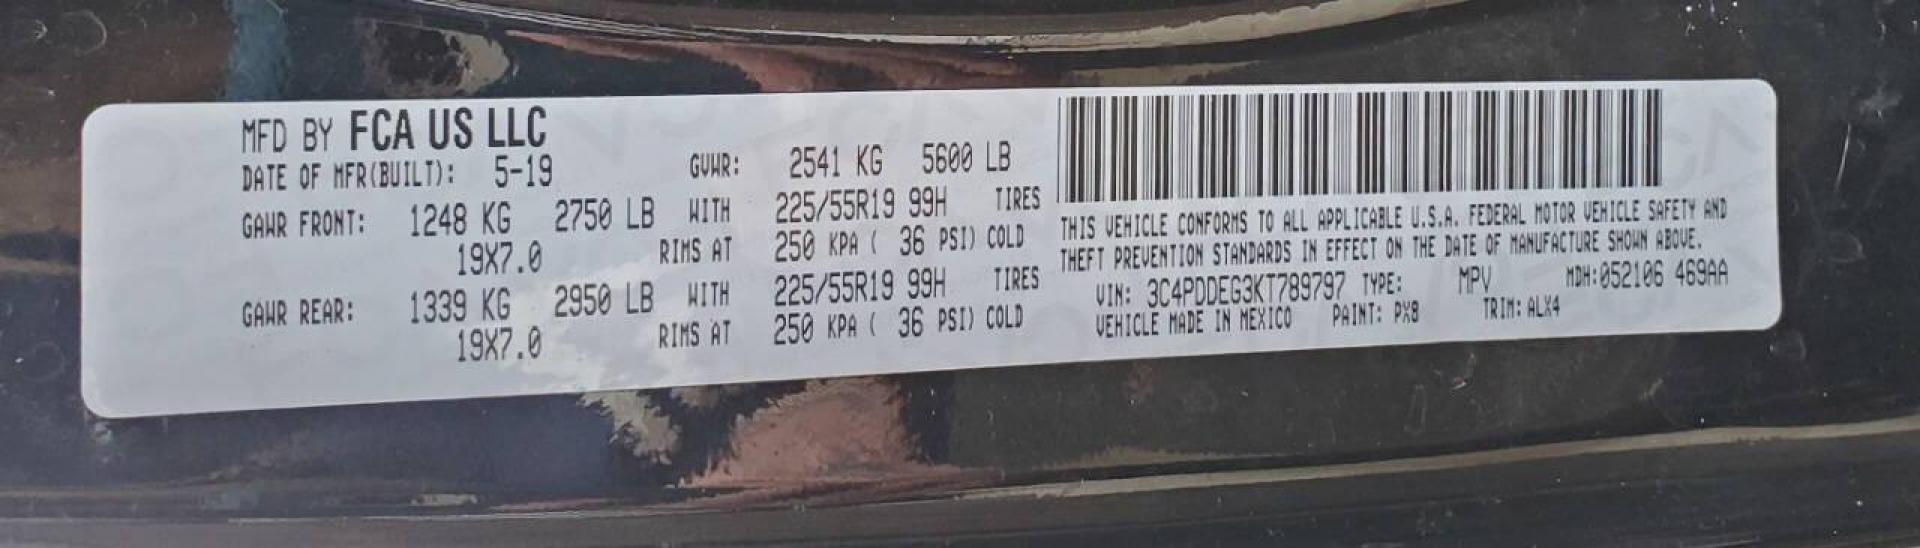 MFD BY FCA US LLC
DATE OF MFR(BUILT): 5-19 GVWR: 2541 KG 5600 LB
GAWR FRONT: 1248 KG 2750 LB WITH 225/55R19 99H TIRES
19X7.0 RIMS AT 250 KPA ( 36 PSI) COLD
GAWR REAR: 1339 KG 2950 LB WITH 225/55R19 99H TIRES
19X7.0 RIMS AT 250 KPA ( 36 PSI) COLD
THIS VEHICLE CONFORMS TO ALL APPLICABLE U.S.A. FEDERAL MOTOR VEHICLE SAFETY AND
THEFT PREVENTION STANDARDS IN EFFECT ON THE DATE OF MANUFACTURE SHOWN ABOVE.
VIN: 3C4PDDEG3KT789797 TYPE: MPV MDH:052106 469AA
VEHICLE MADE IN MEXICO PAINT: PX8 TRIM: ALX4